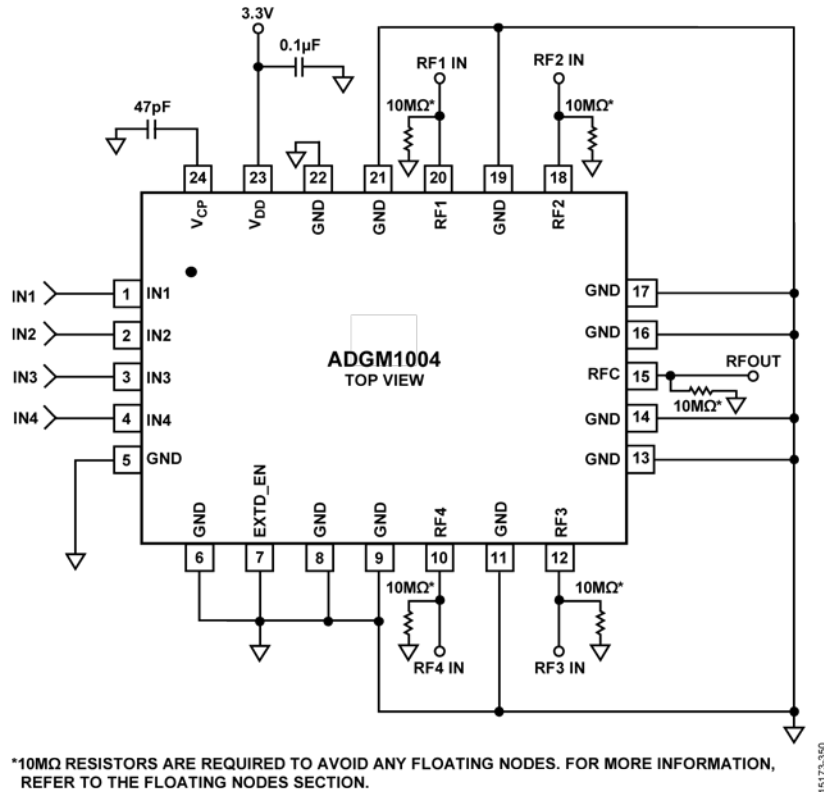 3.3V
0.1µF
47pF
RF1 IN
RF2 IN
10MΩ*
10MΩ*
24
23
22
21
20
19
18
VCP
VDD
GND
GND
RF1
GND
RF2
IN1
1
IN1
IN2
2
IN2
IN3
3
IN3
IN4
4
IN4
5
GND
ADGM1004
TOP VIEW
GND
17
GND
16
RFC
15
RFOUT
10MΩ*
GND
14
GND
13
GND
EXTD_EN
GND
GND
RF4
GND
RF3
6
7
8
9
10
11
12
10MΩ*
10MΩ*
RF4 IN
RF3 IN
*10MΩ RESISTORS ARE REQUIRED TO AVOID ANY FLOATING NODES. FOR MORE INFORMATION,
REFER TO THE FLOATING NODES SECTION.
15173-350